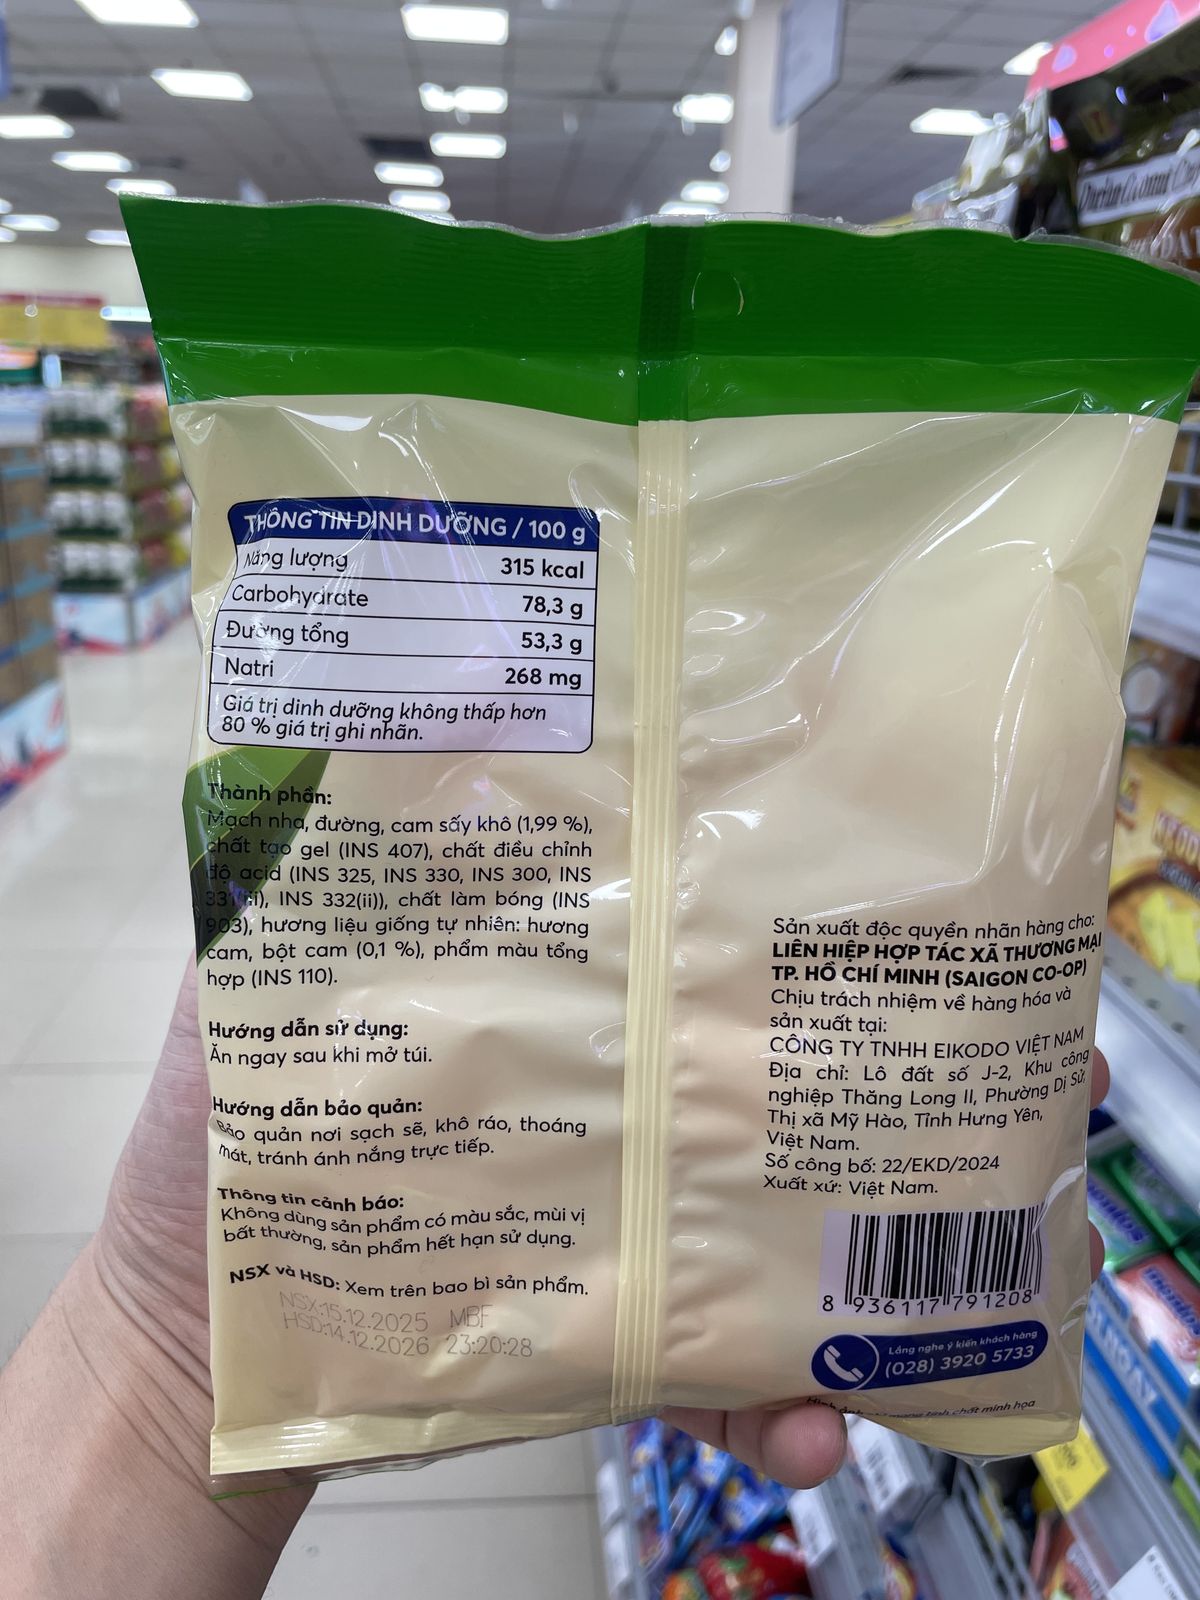 THÔNG TIN DINH DƯỠNG / 100 g
Năng lượng 315 kcal
Carbohydrate 78,3 g
Đường tổng 53,3 g
Natri 268 mg
Giá trị dinh dưỡng không thấp hơn
80 % giá trị ghi nhãn.
Thành phần:
Mạch nha, đường, cam sấy khô (1,99 %),
chất tạo gel (INS 407), chất điều chỉnh
độ acid (INS 325, INS 330, INS 300, INS
331(iii), INS 332(ii)), chất làm bóng (INS
903), hương liệu giống tự nhiên: hương
cam, bột cam (0,1 %), phẩm màu tổng
hợp (INS 110).
Hướng dẫn sử dụng:
Ăn ngay sau khi mở túi.
Hướng dẫn bảo quản:
Bảo quản nơi sạch sẽ, khô ráo, thoáng
mát, tránh ánh nắng trực tiếp.
Thông tin cảnh báo:
Không dùng sản phẩm có màu sắc, mùi vị
bất thường, sản phẩm hết hạn sử dụng.
NSX và HSD: Xem trên bao bì sản phẩm.
NSX:15.12.2025 MBF
HSD:14.12.2026 23:20:28
Sản xuất độc quyền nhãn hàng cho:
LIÊN HIỆP HỢP TÁC XÃ THƯƠNG MẠI
TP. HỒ CHÍ MINH (SAIGON CO-OP)
Chịu trách nhiệm về hàng hóa và
sản xuất tại:
CÔNG TY TNHH EIKODO VIỆT NAM
Địa chỉ: Lô đất số J-2, Khu công
nghiệp Thăng Long II, Phường Dị Sử,
Thị xã Mỹ Hào, Tỉnh Hưng Yên,
Việt Nam.
Số công bố: 22/EKD/2024
Xuất xứ: Việt Nam.
8 936117 791208
Lắng nghe ý kiến khách hàng
(028) 3920 5733
Hình ảnh mang tính chất minh họa